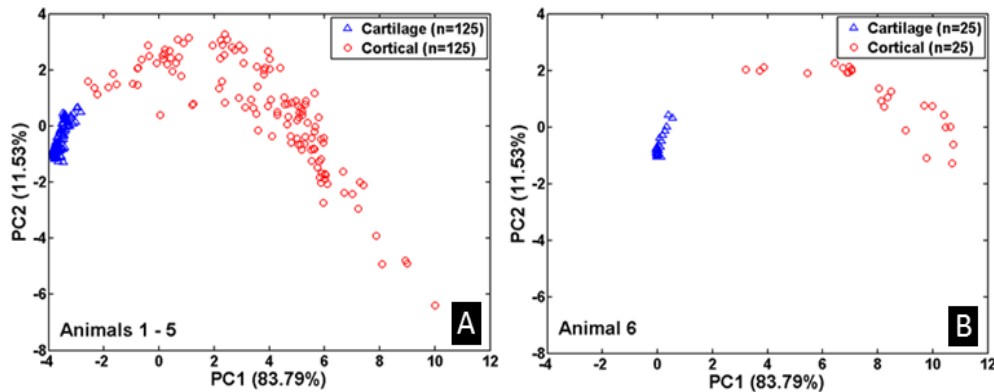 Cartilage (n=125)
Cortical (n=125)
4
2
0
-2
-4
-6
-8
PC2 (11.53%)
Animals 1 - 5
A
-4 -2 0 2 4 6 8 10 12
PC1 (83.79%)
Cartilage (n=25)
Cortical (n=25)
4
2
0
-2
-4
-6
-8
PC2 (11.53%)
Animal 6
B
-4 -2 0 2 4 6 8 10 12
PC1 (83.79%)